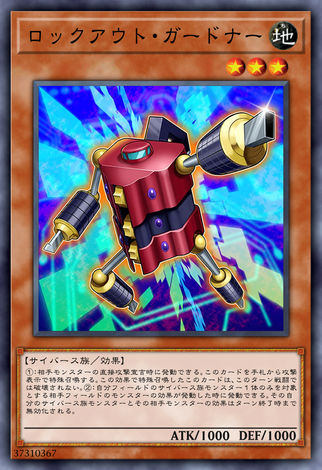 ロックアウト・ガードナー
地
【サイバース族/効果】
①:相手モンスターの直接攻撃宣言時に発動できる。このカードを手札から攻撃
表示で特殊召喚する。この効果で特殊召喚したこのカードは、このターン戦闘で
は破壊されない。②:自分フィールドのサイバース族モンスター1体のみを対象
とする相手フィールドのモンスターの効果が発動した時に発動できる。その自
分のサイバース族モンスターとその相手モンスターの効果はターン終了時まで
無効化される。
ATK/1000 DEF/1000
37310367